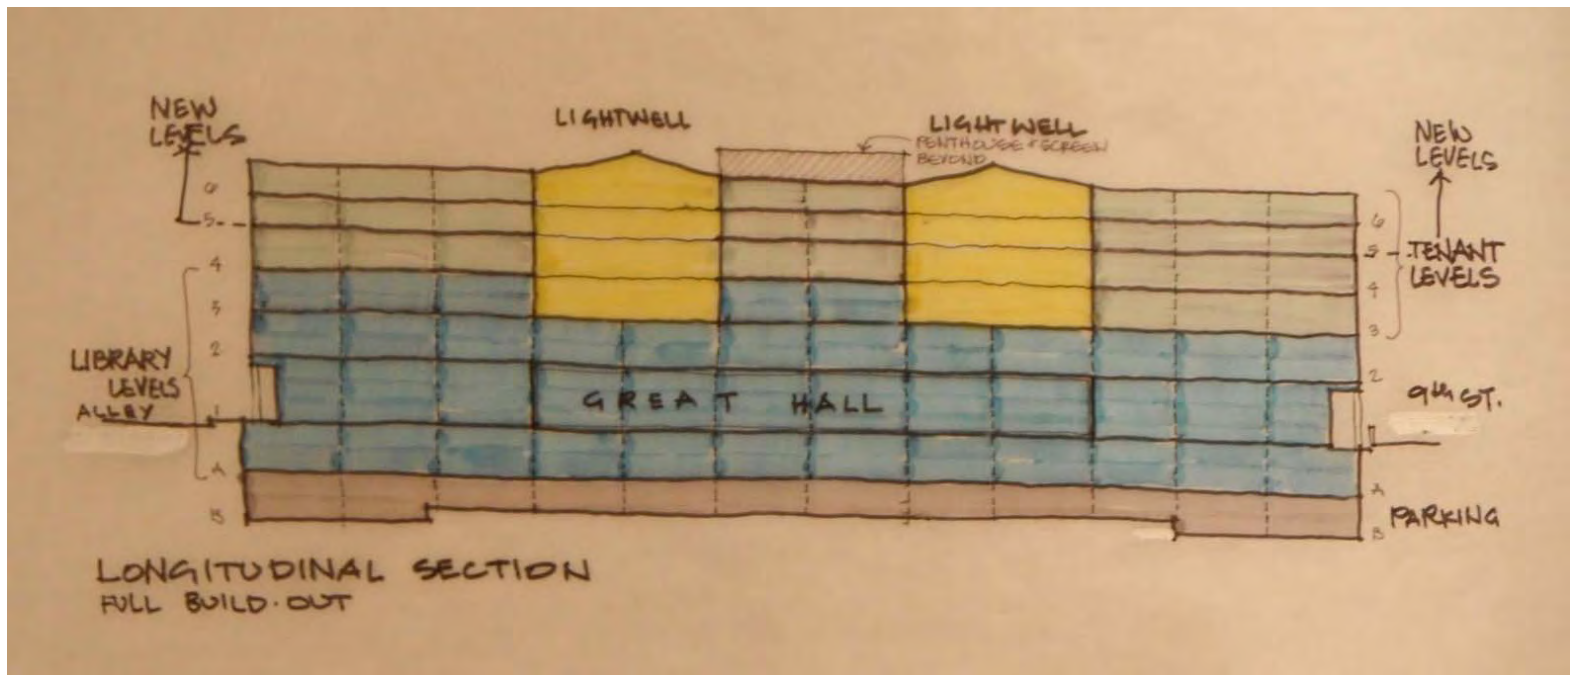 NEW
LEVELS
LIGHTWELL
LIGHTWELL
PENTHOUSE + SCREEN
BEYOND
NEW
LEVELS
6
5
4
3
2
1
A
B
LIBRARY
LEVELS
ALLEY
GREAT HALL
6
5
4
3
2
1
A
B
TENANT
LEVELS
9th ST.
PARKING
LONGITUDINAL SECTION
FULL BUILD-OUT